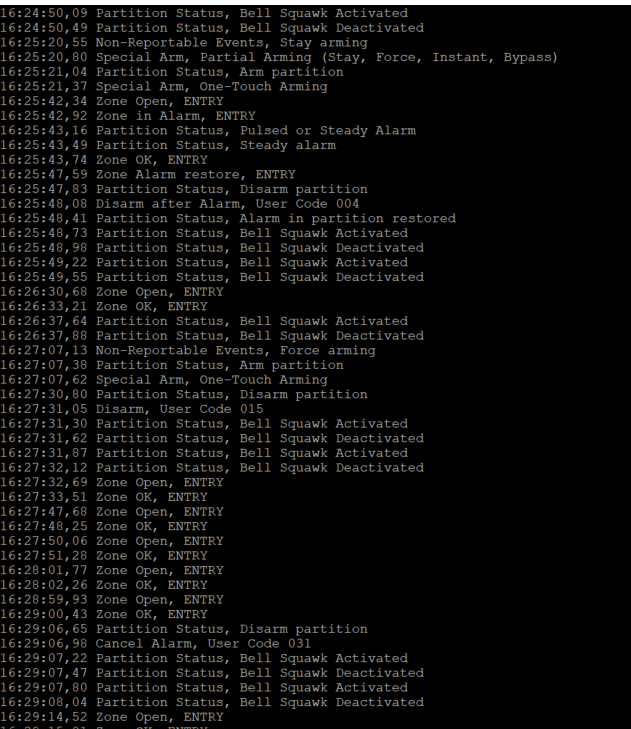 16:24:50,09 Partition Status, Bell Squawk Activated
16:24:50,49 Partition Status, Bell Squawk Deactivated
16:25:20,55 Non-Reportable Events, Stay arming
16:25:20,80 Special Arm, Partial Arming (Stay, Force, Instant, Bypass)
16:25:21,04 Partition Status, Arm partition
16:25:21,37 Special Arm, One-Touch Arming
16:25:42,34 Zone Open, ENTRY
16:25:42,92 Zone in Alarm, ENTRY
16:25:43,16 Partition Status, Pulsed or Steady Alarm
16:25:43,49 Partition Status, Steady alarm
16:25:43,74 Zone OK, ENTRY
16:25:47,59 Zone Alarm restore, ENTRY
16:25:47,83 Partition Status, Disarm partition
16:25:48,08 Disarm after Alarm, User Code 004
16:25:48,41 Partition Status, Alarm in partition restored
16:25:48,73 Partition Status, Bell Squawk Activated
16:25:48,98 Partition Status, Bell Squawk Deactivated
16:25:49,22 Partition Status, Bell Squawk Activated
16:25:49,55 Partition Status, Bell Squawk Deactivated
16:26:30,68 Zone Open, ENTRY
16:26:33,21 Zone OK, ENTRY
16:26:37,64 Partition Status, Bell Squawk Activated
16:26:37,88 Partition Status, Bell Squawk Deactivated
16:27:07,13 Non-Reportable Events, Force arming
16:27:07,38 Partition Status, Arm partition
16:27:07,62 Special Arm, One-Touch Arming
16:27:30,80 Partition Status, Disarm partition
16:27:31,05 Disarm, User Code 015
16:27:31,30 Partition Status, Bell Squawk Activated
16:27:31,62 Partition Status, Bell Squawk Deactivated
16:27:31,87 Partition Status, Bell Squawk Activated
16:27:32,12 Partition Status, Bell Squawk Deactivated
16:27:32,69 Zone Open, ENTRY
16:27:33,51 Zone OK, ENTRY
16:27:47,68 Zone Open, ENTRY
16:27:48,25 Zone OK, ENTRY
16:27:50,06 Zone Open, ENTRY
16:27:51,28 Zone OK, ENTRY
16:28:01,77 Zone Open, ENTRY
16:28:02,26 Zone OK, ENTRY
16:28:59,93 Zone Open, ENTRY
16:29:00,43 Zone OK, ENTRY
16:29:06,65 Partition Status, Disarm partition
16:29:06,98 Cancel Alarm, User Code 031
16:29:07,22 Partition Status, Bell Squawk Activated
16:29:07,47 Partition Status, Bell Squawk Deactivated
16:29:07,80 Partition Status, Bell Squawk Activated
16:29:08,04 Partition Status, Bell Squawk Deactivated
16:29:14,52 Zone Open, ENTRY